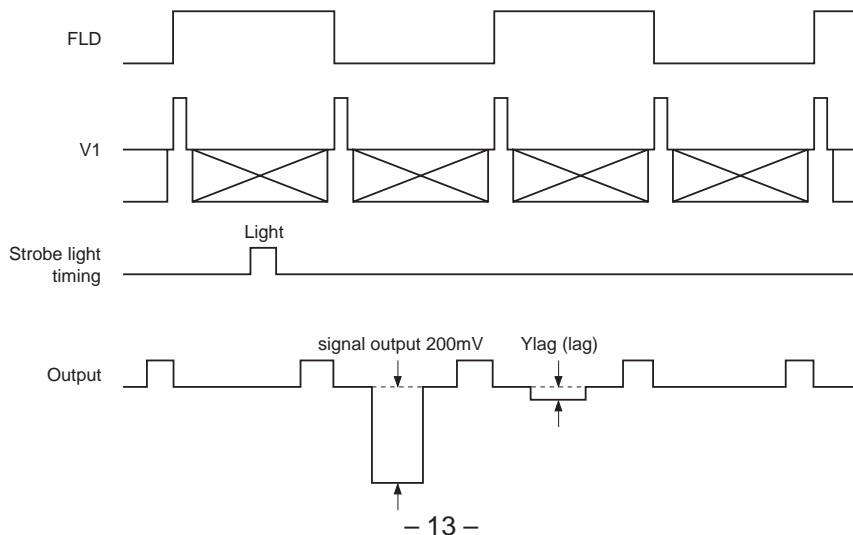 FLD
V1
Light
Strobe light
timing
signal output 200mV
Ylag (lag)
Output
– 13 –